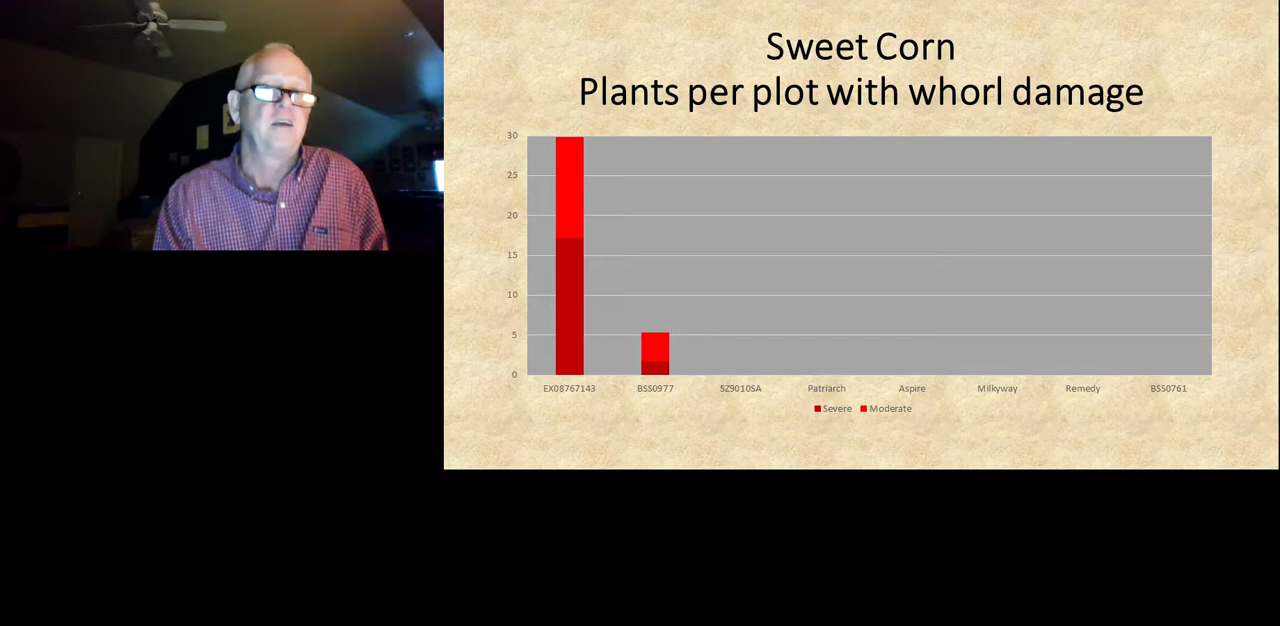 Sweet Corn
Plants per plot with whorl damage
30
25
20
15
10
5
0
EX08767143 BSS0977 SZ9010SA Patriarch Aspire Milkyway Remedy BSS0761
Severe Moderate